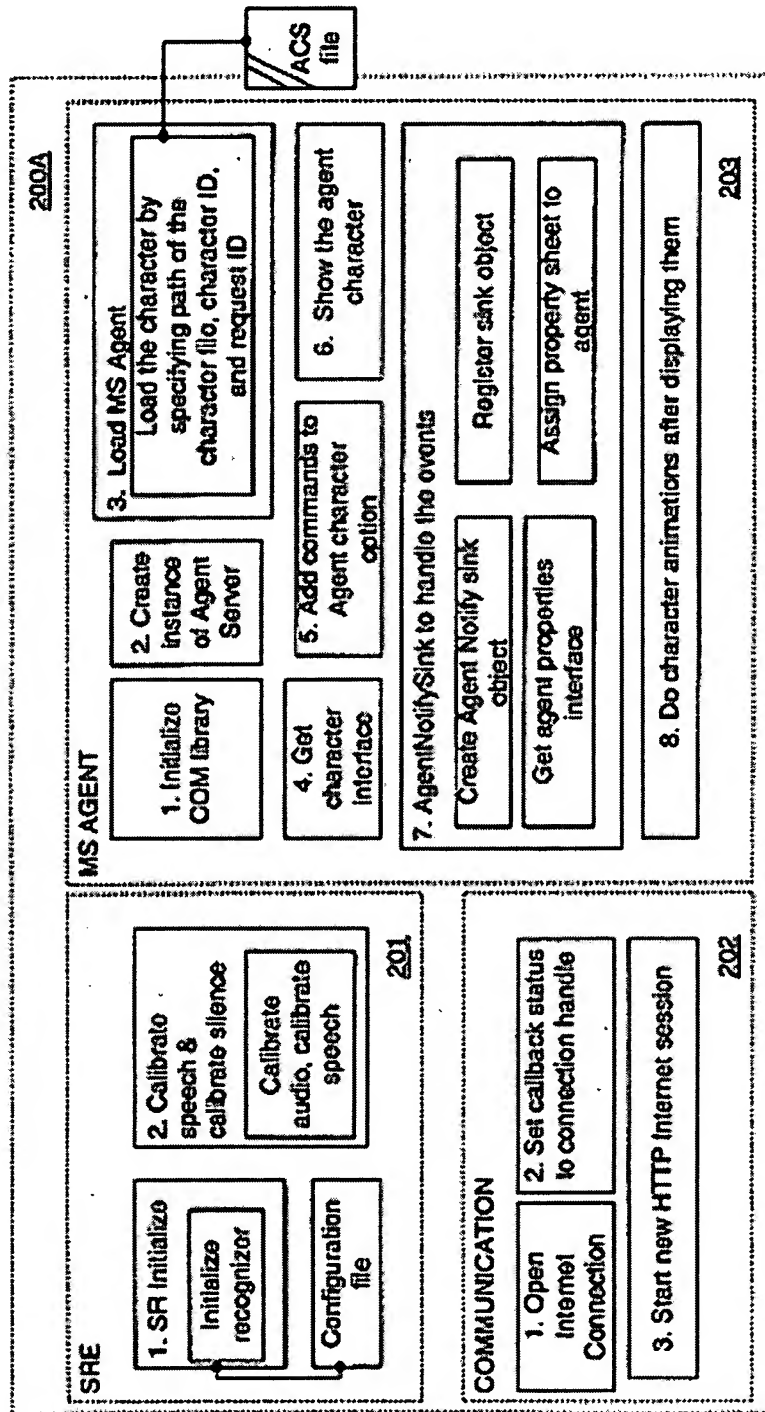 200A
SRE
1. SR Initialize
Initialize
recognizer
Configuration
file
2. Calibrate
speech &
calibrate silence
Calibrate
audio, calibrate
speech
201
COMMUNICATION
1. Open
Internet
Connection
2. Set callback status
to connection handle
3. Start new HTTP Internet session
202
MS AGENT
1. Initialize
COM library
2. Create
instance
of Agent
Server
3. Load MS Agent
Load the character by
specifying path of the
character file, character ID,
and request ID
ACS
file
4. Get
character
interface
5. Add commands to
Agent character
option
6. Show the agent
character
7. AgentNotifySink to handle the events
Create Agent Notify sink
object
Register sink object
Get agent properties
interface
Assign property sheet to
agent
8. Do character animations after displaying them
203